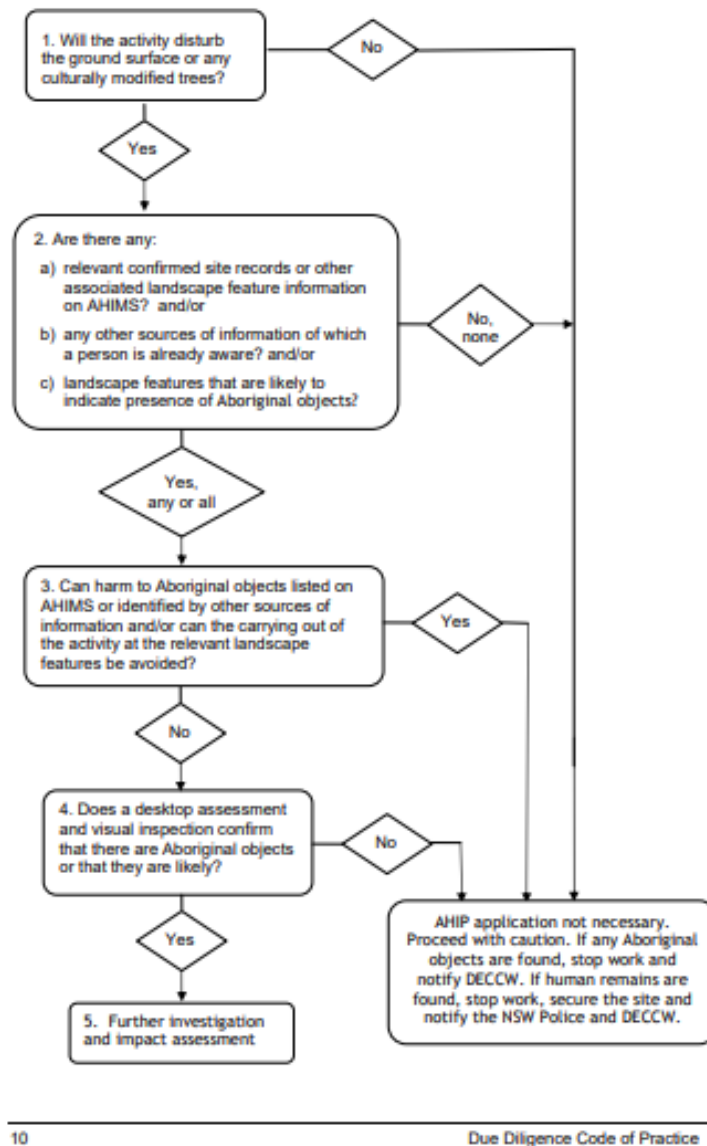 1. Will the activity disturb
the ground surface or any
culturally modified trees?
No
Yes
2. Are there any:
a) relevant confirmed site records or other
associated landscape feature information
on AHIMS? and/or
b) any other sources of information of which
a person is already aware? and/or
c) landscape features that are likely to
indicate presence of Aboriginal objects?
No,
none
Yes,
any or all
3. Can harm to Aboriginal objects listed on
AHIMS or identified by other sources of
information and/or can the carrying out of
the activity at the relevant landscape
features be avoided?
Yes
No
4. Does a desktop assessment
and visual inspection confirm
that there are Aboriginal objects
or that they are likely?
No
Yes
AHIP application not necessary.
Proceed with caution. If any Aboriginal
objects are found, stop work and
notify DECCW. If human remains are
found, stop work, secure the site and
notify the NSW Police and DECCW.
5. Further investigation
and impact assessment
10
Due Diligence Code of Practice